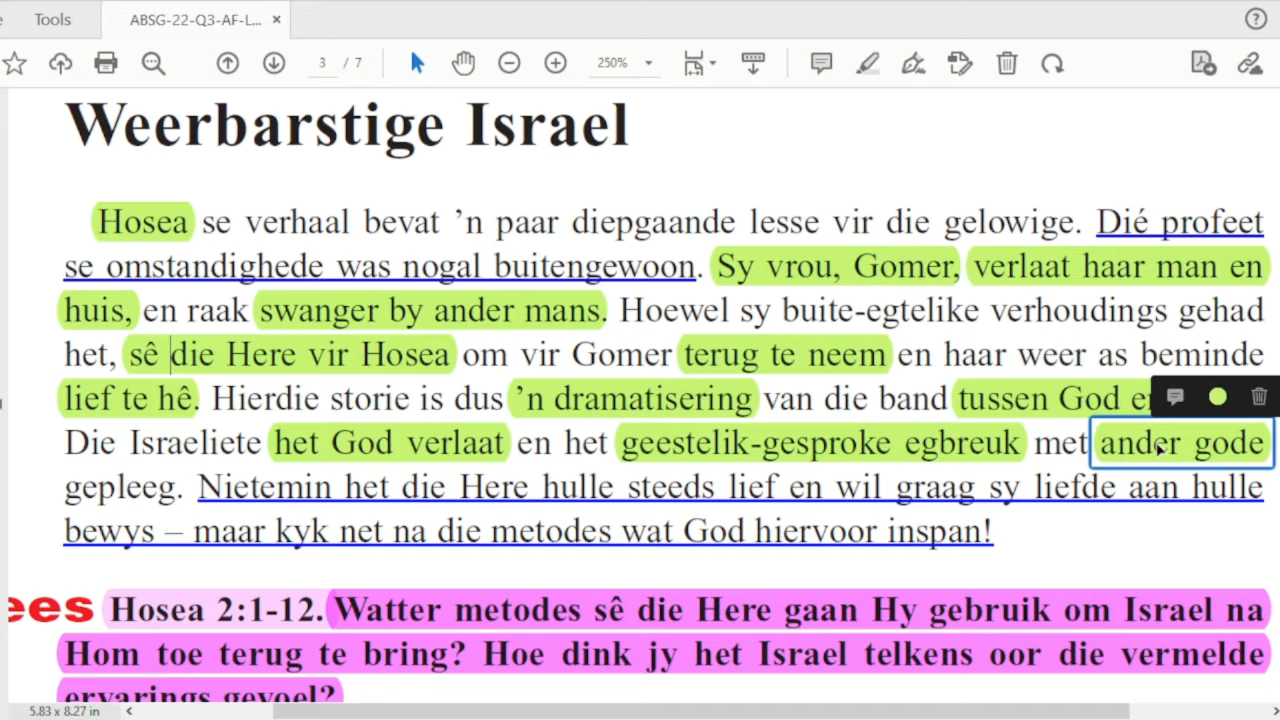 Tools
ABSG-22-Q3-AF-L... ×
3 / 7
250%
Weerbarstige Israel
Hosea se verhaal bevat ’n paar diepgaande lesse vir die gelowige. Dié profeet
se omstandighede was nogal buitengewoon. Sy vrou, Gomer, verlaat haar man en
huis, en raak swanger by ander mans. Hoewel sy buite-egtelike verhoudings gehad
het, sê die Here vir Hosea om vir Gomer terug te neem en haar weer as beminde
lief te hê. Hierdie storie is dus ’n dramatisering van die band tussen God
Die Israeliete het God verlaat en het geestelik-gesproke egbreuk met ander gode
gepleeg. Nietemin het die Here hulle steeds lief en wil graag sy liefde aan hulle
bewys – maar kyk net na die metodes wat God hiervoor inspan!
ees Hosea 2:1-12. Watter metodes sê die Here gaan Hy gebruik om Israel na
Hom toe terug te bring? Hoe dink jy het Israel telkens oor die vermelde
ervarings gevoel?
5.83 x 8.27 in